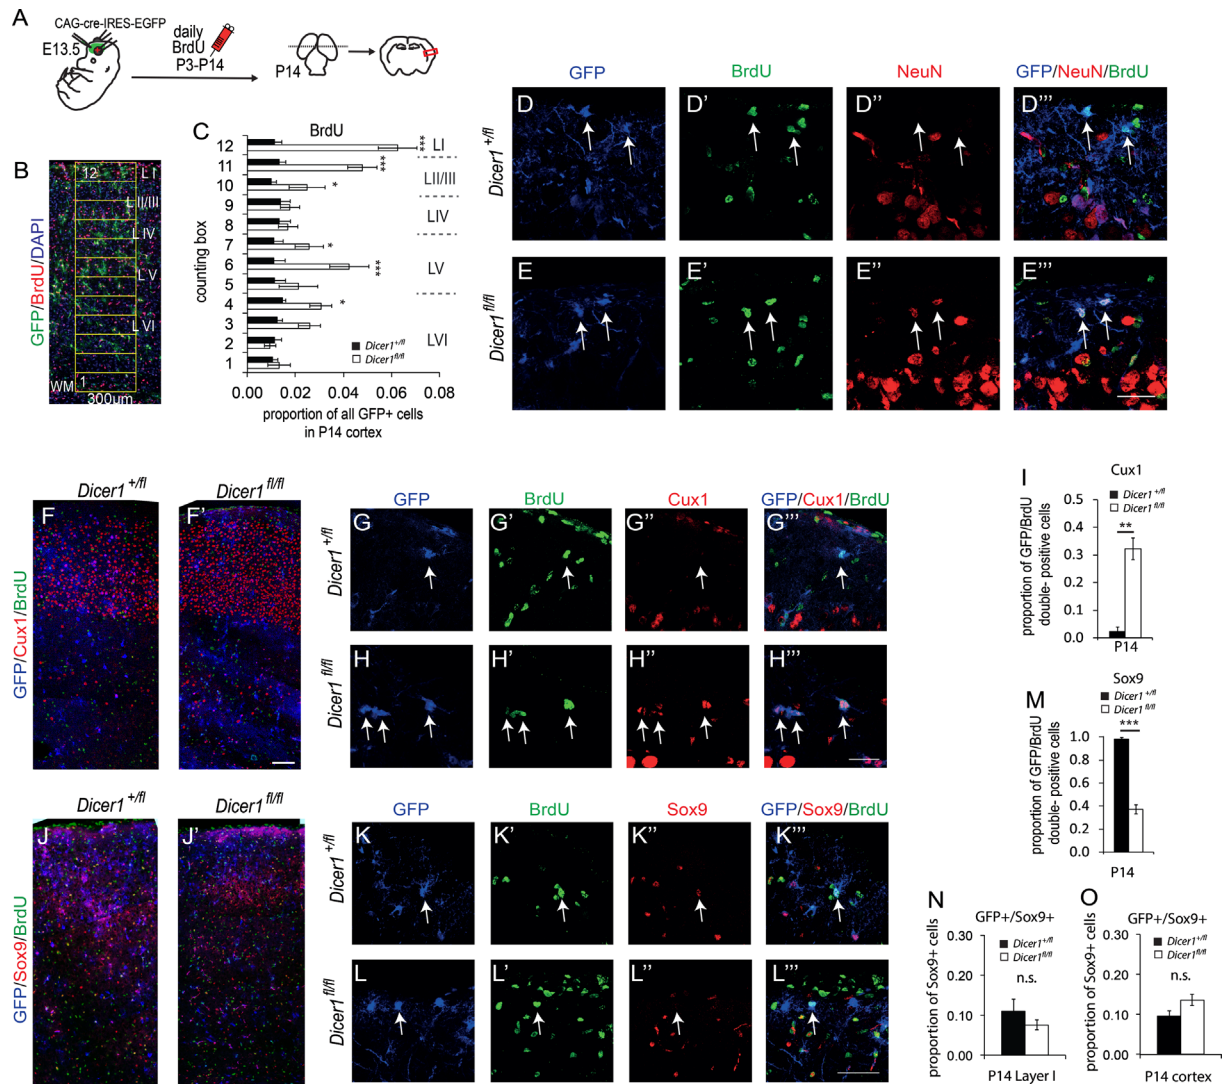 A
CAG-cre-IRES-EGFP
E13.5
daily
BrdU
P3-P14
P14
B
GFP/BrdU/DAPI
12
L I
L II/III
L IV
L V
L VI
WM
1
300um
C
BrdU
counting box
12
11
10
9
8
7
6
5
4
3
2
1
***
***
*
*
***
*
LI
LII/III
LIV
LV
LVI
Dicer1+/fl
Dicer1fl/fl
0.00
0.02
0.04
0.06
0.08
proportion of all GFP+ cells
in P14 cortex
GFP
BrdU
NeuN
GFP/NeuN/BrdU
Dicer1+/fl
D
D'
D''
D'''
Dicer1fl/fl
E
E'
E''
E'''
Dicer1+/fl
Dicer1fl/fl
GFP/Cux1/BrdU
F
F'
GFP
BrdU
Cux1
GFP/Cux1/BrdU
Dicer1+/fl
G
G'
G''
G'''
Dicer1fl/fl
H
H'
H''
H'''
I
Cux1
Dicer1+/fl
Dicer1fl/fl
proportion of GFP/BrdU
double- positive cells
0.5
0.4
0.3
0.2
0.1
0.0
**
P14
Dicer1+/fl
Dicer1fl/fl
GFP/Sox9/BrdU
J
J'
GFP
BrdU
Sox9
GFP/Sox9/BrdU
Dicer1+/fl
K
K'
K''
K'''
Dicer1fl/fl
L
L'
L''
L'''
M
Sox9
Dicer1+/fl
Dicer1fl/fl
proportion of GFP/BrdU
double- positive cells
1.0
0.8
0.6
0.4
0.2
0.0
***
P14
N
GFP+/Sox9+
Dicer1+/fl
Dicer1fl/fl
n.s.
proportion of Sox9+ cells
0.30
0.20
0.10
0.00
P14 Layer I
O
GFP+/Sox9+
Dicer1+/fl
Dicer1fl/fl
n.s.
proportion of Sox9+ cells
0.30
0.20
0.10
0.00
P14 cortex